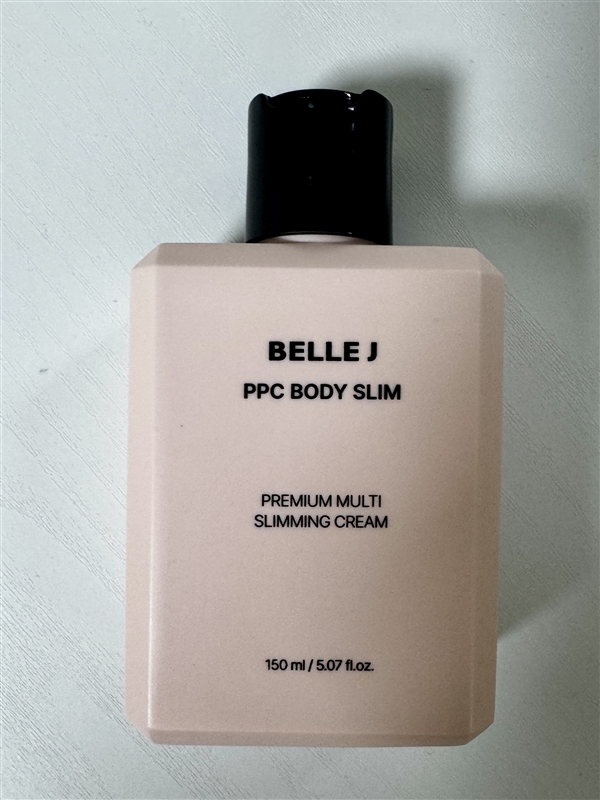 BELLE J
PPC BODY SLIM
PREMIUM MULTI
SLIMMING CREAM
150 ml / 5.07 fl.oz.